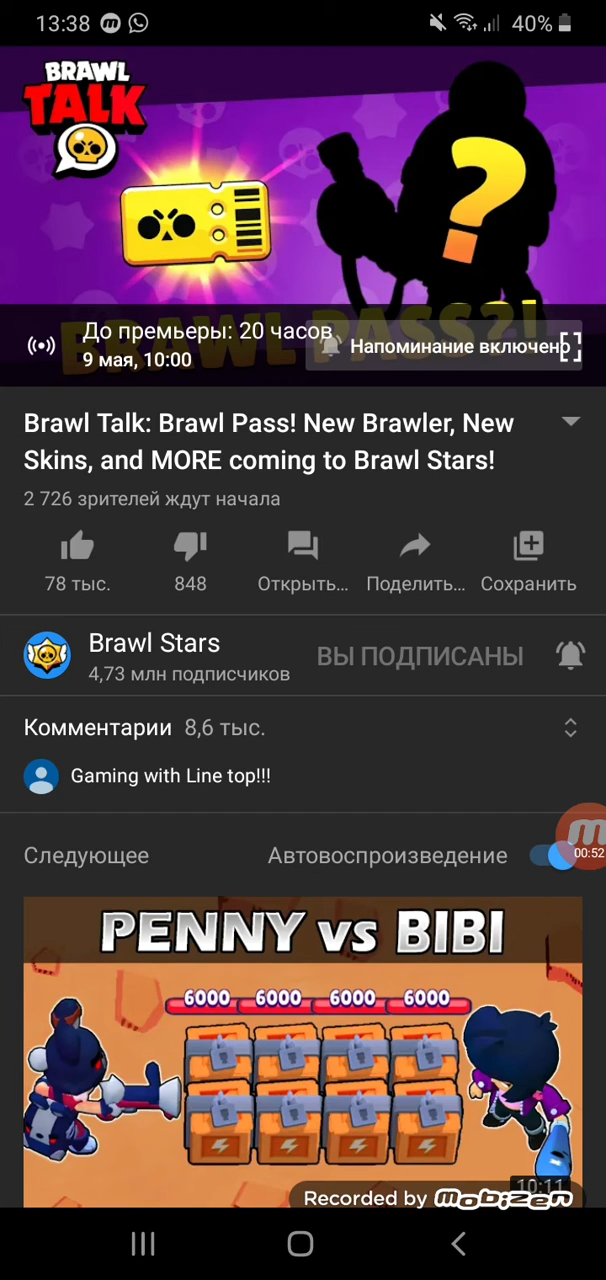 13:38
40%
BRAWL
TALK
BRAWL PASS?!
До премьеры: 20 часов
9 мая, 10:00
Напоминание включено
Brawl Talk: Brawl Pass! New Brawler, New
Skins, and MORE coming to Brawl Stars!
2 726 зрителей ждут начала
78 тыс.
848
Открыть...
Поделить...
Сохранить
Brawl Stars
4,73 млн подписчиков
ВЫ ПОДПИСАНЫ
Комментарии 8,6 тыс.
Gaming with Line top!!!
Следующее
Автовоспроизведение
00:52
PENNY vs BIBI
6000 6000 6000 6000
10:11
Recorded by mobizen